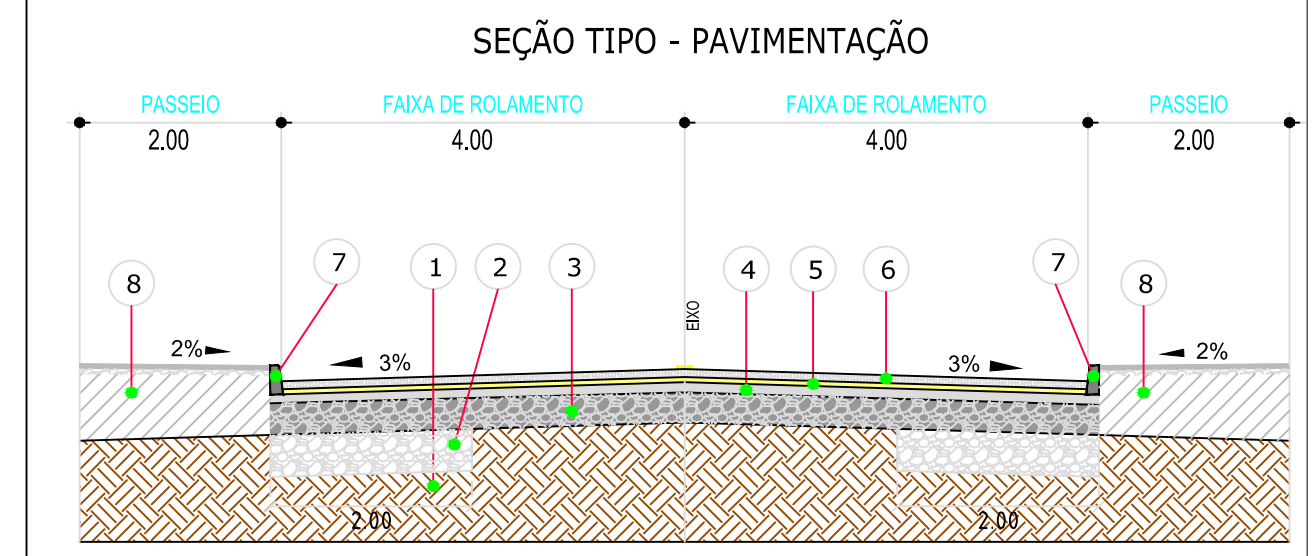 SEÇÃO TIPO - PAVIMENTAÇÃO
PASSEIO FAIXA DE ROLAMENTO FAIXA DE ROLAMENTO PASSEIO
2.00 4.00 4.00 2.00
8 7 1 2 3 4 5 6 7 8
EIXO
2% 3% 3% 2%
2.00 2.00